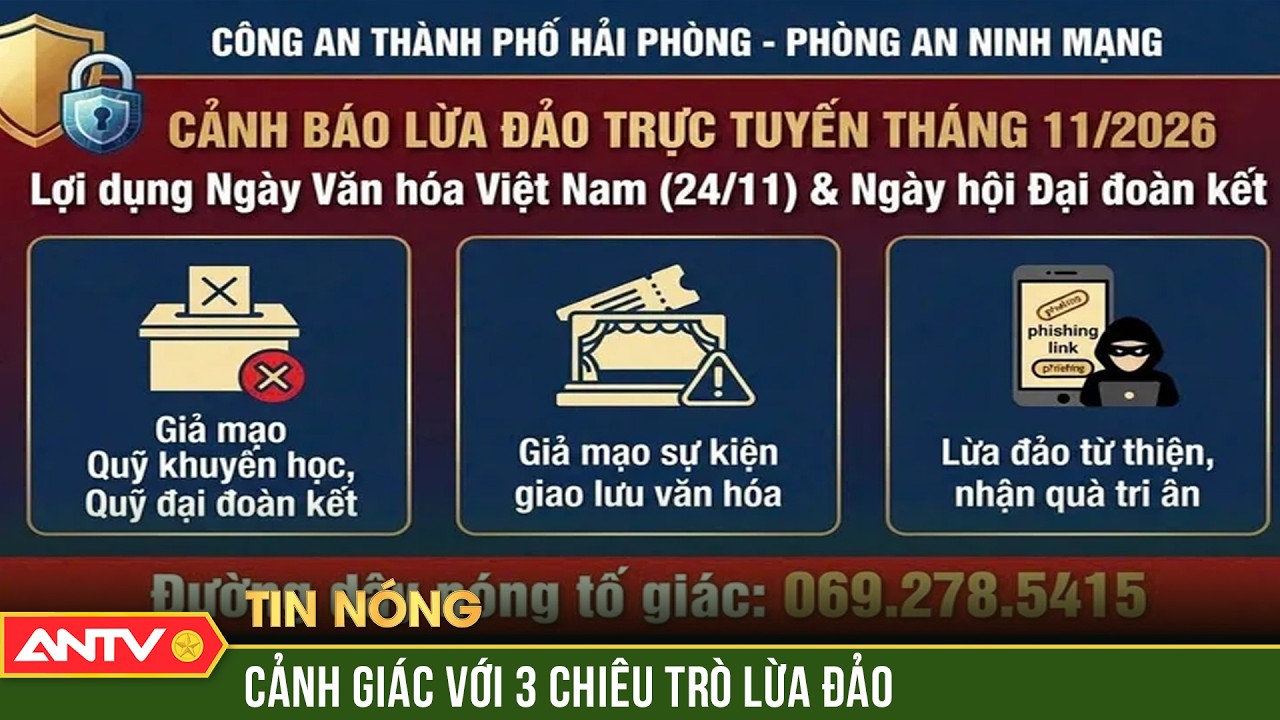 CÔNG AN THÀNH PHỐ HẢI PHÒNG - PHÒNG AN NINH MẠNG
CẢNH BÁO LỪA ĐẢO TRỰC TUYẾN THÁNG 11/2026
Lợi dụng Ngày Văn hóa Việt Nam (24/11) & Ngày hội Đại đoàn kết
Giả mạo
Quỹ khuyến học,
Quỹ đại đoàn kết
Giả mạo sự kiện
giao lưu văn hóa
phishing
link
Lừa đảo từ thiện,
nhận quà tri ân
Đường dây nóng tố giác: 069.278.5415
TIN NÓNG
ANTV
CẢNH GIÁC VỚI 3 CHIÊU TRÒ LỪA ĐẢO